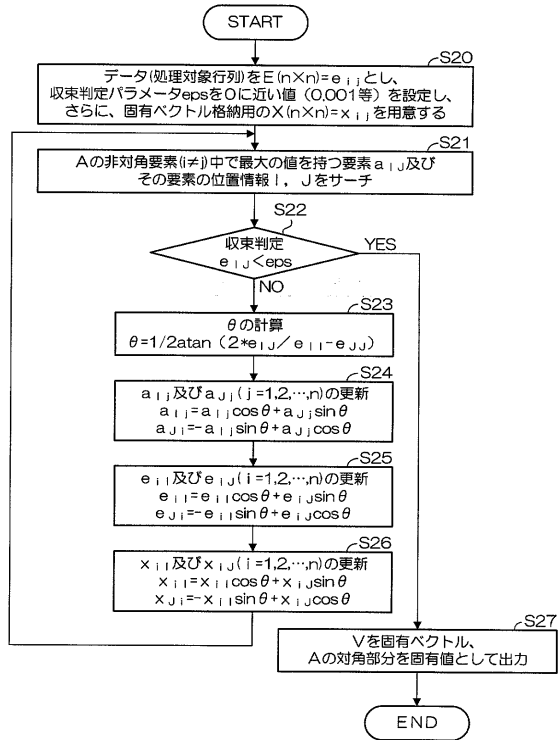 START
S20
データ(処理対象行列)をE(n×n)=eijとし、
収束判定パラメータepsを0に近い値(0,001等)を設定し、
さらに、固有ベクトル格納用のX(n×n)=xijを用意する
S21
Aの非対角要素(i≠j)中で最大の値を持つ要素aIJ及び
その要素の位置情報I，Jをサーチ
S22
収束判定
eIJ<eps
YES
NO
S23
θの計算
θ=1/2atan(2*eIJ/eII-eJJ)
S24
aIj及びaJj(j=1,2,…,n)の更新
aIj=aIjcosθ+aJjsinθ
aJi=-aIjsinθ+aJjcosθ
S25
eiI及びeiJ(i=1,2,…,n)の更新
eiI=eiIcosθ+eiJsinθ
eJi=-eiIsinθ+eiJcosθ
S26
xiI及びxiJ(i=1,2,…,n)の更新
xiI=xiIcosθ+xiJsinθ
xJi=-xiIsinθ+xiJcosθ
S27
Vを固有ベクトル、
Aの対角部分を固有値として出力
END